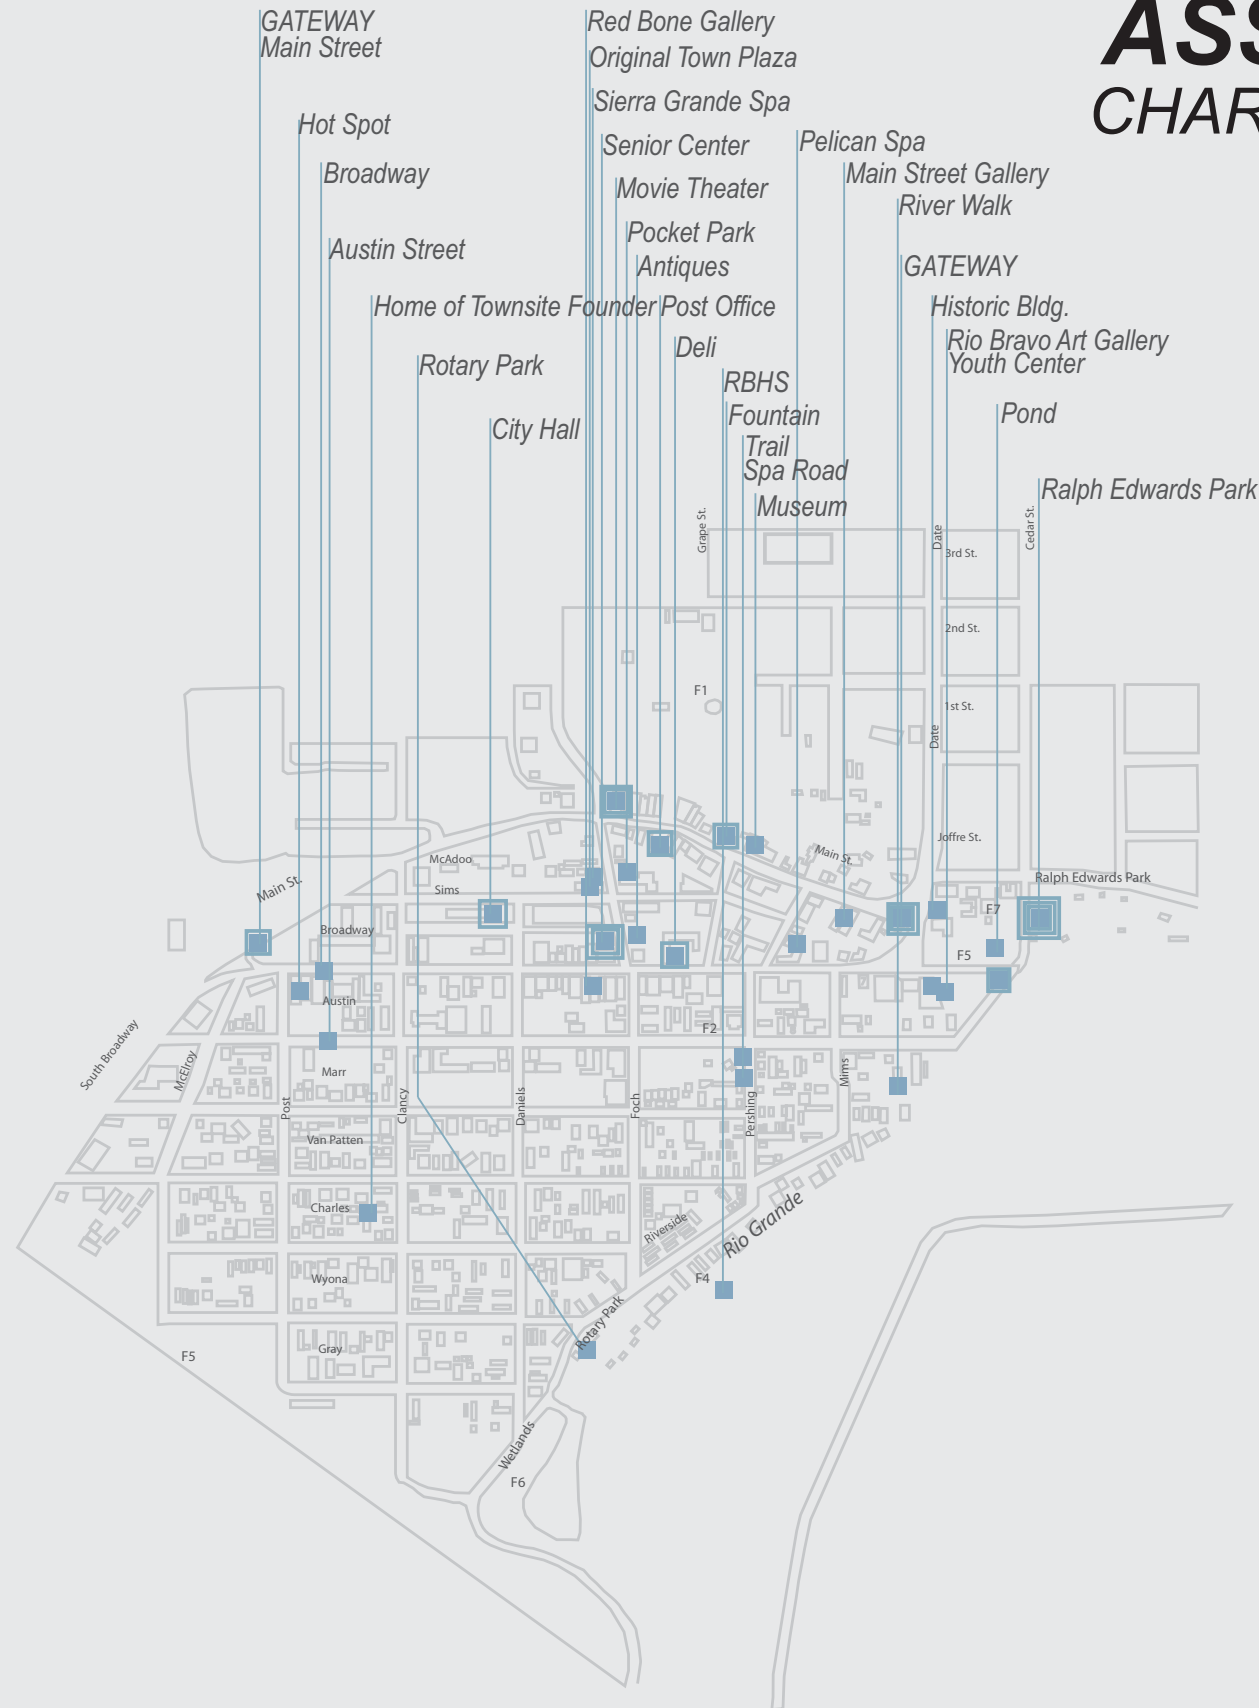 ASS
CHAR
GATEWAY
Main Street
Hot Spot
Broadway
Austin Street
Home of Townsite Founder
Rotary Park
City Hall
Red Bone Gallery
Original Town Plaza
Sierra Grande Spa
Senior Center
Movie Theater
Pocket Park
Antiques
Post Office
Deli
RBHS
Fountain
Trail
Spa Road
Museum
Pelican Spa
Main Street Gallery
River Walk
GATEWAY
Historic Bldg.
Rio Bravo Art Gallery
Youth Center
Pond
Ralph Edwards Park
Grape St.
Date
Cedar St.
3rd St.
2nd St.
F1
1st St.
Date
Joffre St.
Main St.
McAdoo
Ralph Edwards Park
Main St.
Sims
F7
Broadway
F5
Austin
F2
South Broadway
McElroy
Marr
Mims
Post
Clancy
Daniels
Foch
Pershing
Van Patten
Charles
Riverside
Rio Grande
Wyona
F4
Rotary Park
Gray
F5
Wetlands
F6